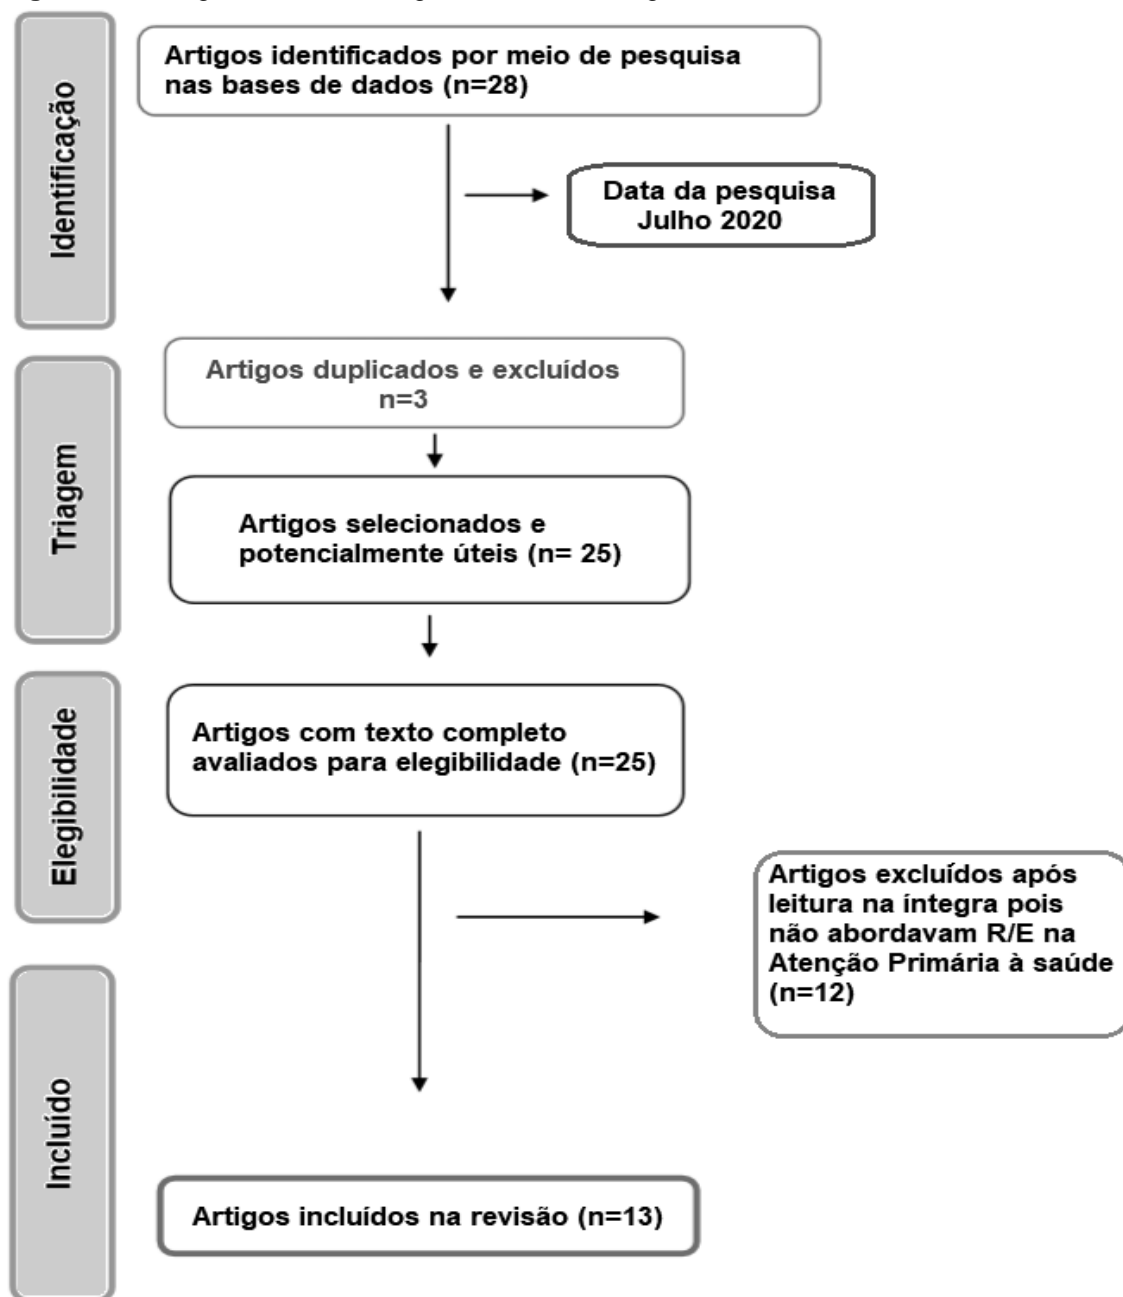 Identificação
Artigos identificados por meio de pesquisa
nas bases de dados (n=28)
Data da pesquisa
Julho 2020
Triagem
Artigos duplicados e excluídos
n=3
Artigos selecionados e
potencialmente úteis (n= 25)
Elegibilidade
Artigos com texto completo
avaliados para elegibilidade (n=25)
Artigos excluídos após
leitura na íntegra pois
não abordavam R/E na
Atenção Primária à saúde
(n=12)
Incluído
Artigos incluídos na revisão (n=13)